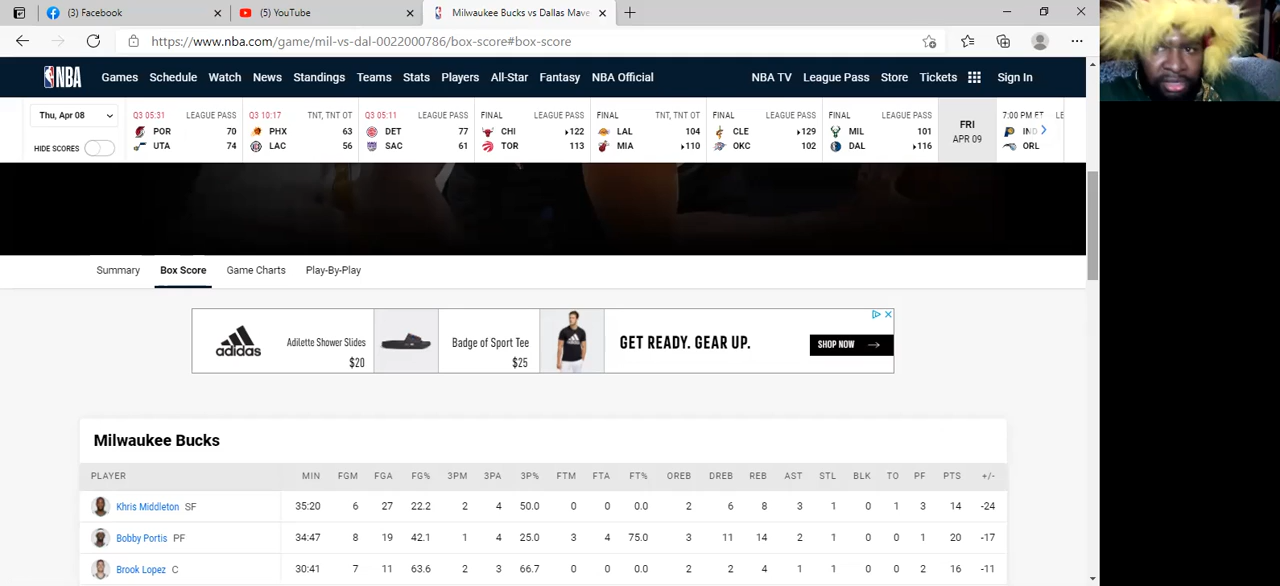 (3) Facebook
(5) YouTube
Milwaukee Bucks vs Dallas Mave
https://www.nba.com/game/mil-vs-dal-0022000786/box-score#box-score
NBA Games Schedule Watch News Standings Teams Stats Players All-Star Fantasy NBA Official NBA TV League Pass Store Tickets Sign In
Thu, Apr 08
HIDE SCORES
Q3 05:31 LEAGUE PASS
POR 70
UTA 74
Q3 10:17 TNT, TNT OT
PHX 63
LAC 56
Q3 05:11 LEAGUE PASS
DET 77
SAC 61
FINAL LEAGUE PASS
CHI 122
TOR 113
FINAL TNT, TNT OT
LAL 104
MIA 110
FINAL LEAGUE PASS
CLE 129
OKC 102
FINAL LEAGUE PASS
MIL 101
DAL 116
FRI
APR 09
7:00 PM ET LE
IND
ORL
Summary Box Score Game Charts Play-By-Play
adidas
Adilette Shower Slides
$20
Badge of Sport Tee
$25
GET READY. GEAR UP.
SHOP NOW
Milwaukee Bucks
PLAYER MIN FGM FGA FG% 3PM 3PA 3P% FTM FTA FT% OREB DREB REB AST STL BLK TO PF PTS +/-
Khris Middleton SF 35:20 6 27 22.2 2 4 50.0 0 0 0.0 2 6 8 3 1 0 1 3 14 -24
Bobby Portis PF 34:47 8 19 42.1 1 4 25.0 3 4 75.0 3 11 14 2 1 0 0 1 20 -17
Brook Lopez C 30:41 7 11 63.6 2 3 66.7 0 0 0.0 2 2 4 1 1 0 0 2 16 -11